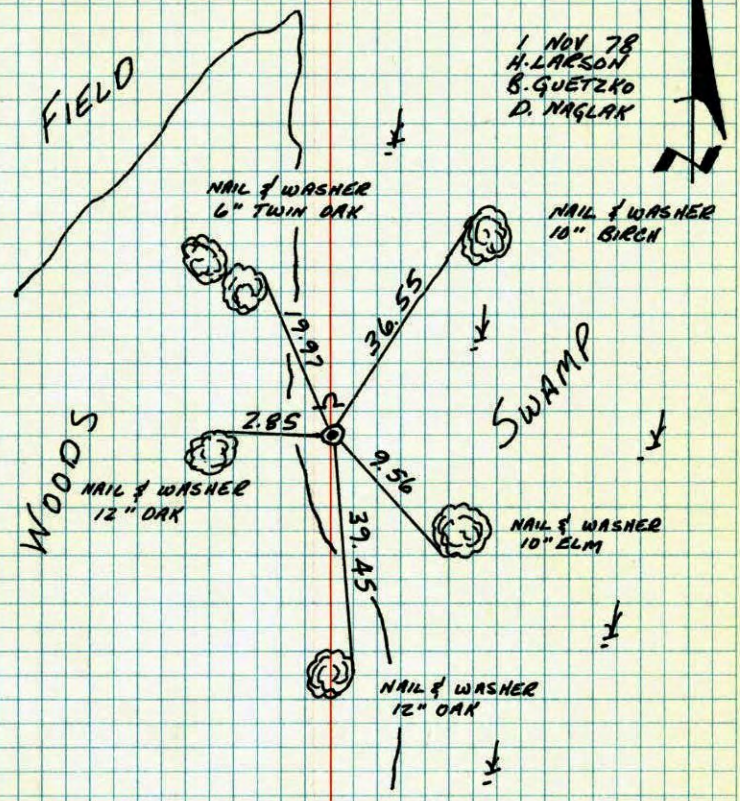 1 NOV 78
H. LARSON
B. GUETZKO
D. NAGLAK
FIELD
N
NAIL & WASHER
6" TWIN OAK
NAIL & WASHER
10" BIRCH
19.97
36.55
SWAMP
2.85
WOODS
NAIL & WASHER
12" OAK
9.56
NAIL & WASHER
10" ELM
39.45
NAIL & WASHER
12" OAK